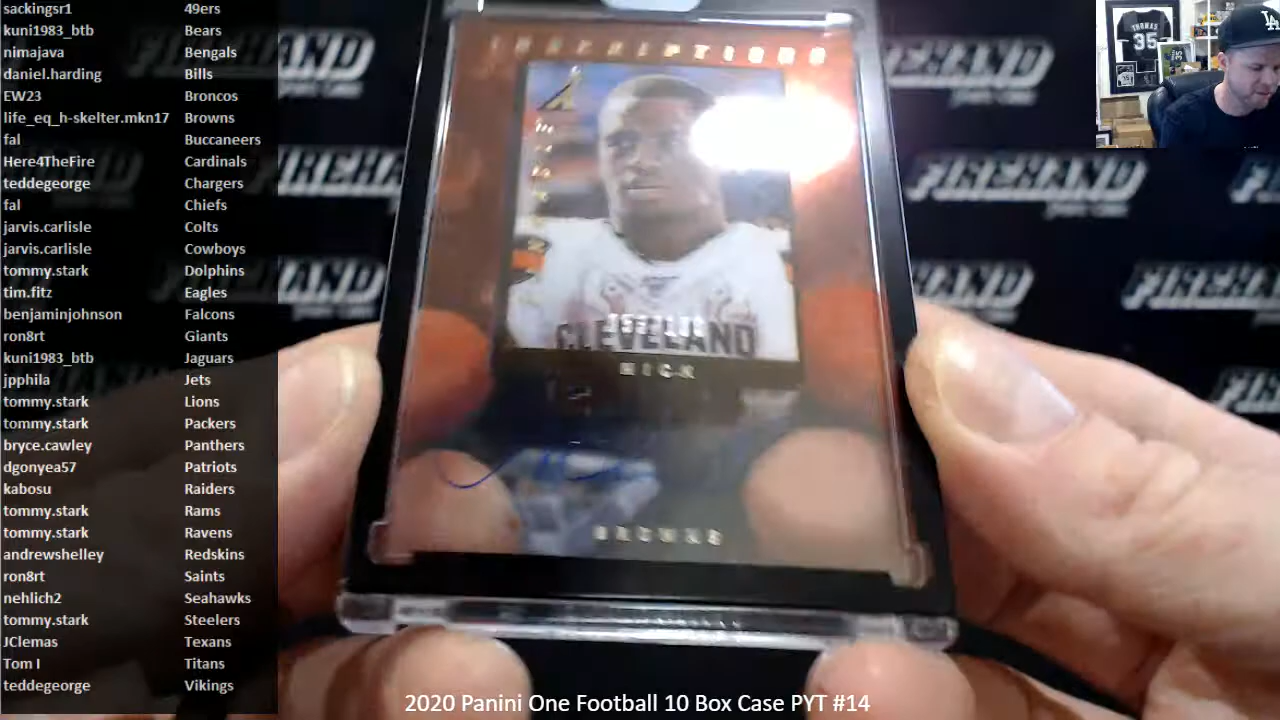 sackingsr1 49ers
kuni1983_btb Bears
nimajava Bengals
daniel.harding Bills
EW23 Broncos
life_eq_h-skelter.mkn17 Browns
fal Buccaneers
Here4TheFire Cardinals
teddegeorge Chargers
fal Chiefs
jarvis.carlisle Colts
jarvis.carlisle Cowboys
tommy.stark Dolphins
tim.fitz Eagles
benjaminjohnson Falcons
ron8rt Giants
kuni1983_btb Jaguars
jpphila Jets
tommy.stark Lions
tommy.stark Packers
bryce.cawley Panthers
dgonyea57 Patriots
kabosu Raiders
tommy.stark Rams
tommy.stark Ravens
andrewshelley Redskins
ron8rt Saints
nehlich2 Seahawks
tommy.stark Steelers
JClemas Texans
Tom I Titans
teddegeorge Vikings
INSCRIPTIONS
CLEVELAND
NICK
BROWNS
FIREHAND
FIREHAND
FIREHAND
THOMAS
35
LA
2020 Panini One Football 10 Box Case PYT #14